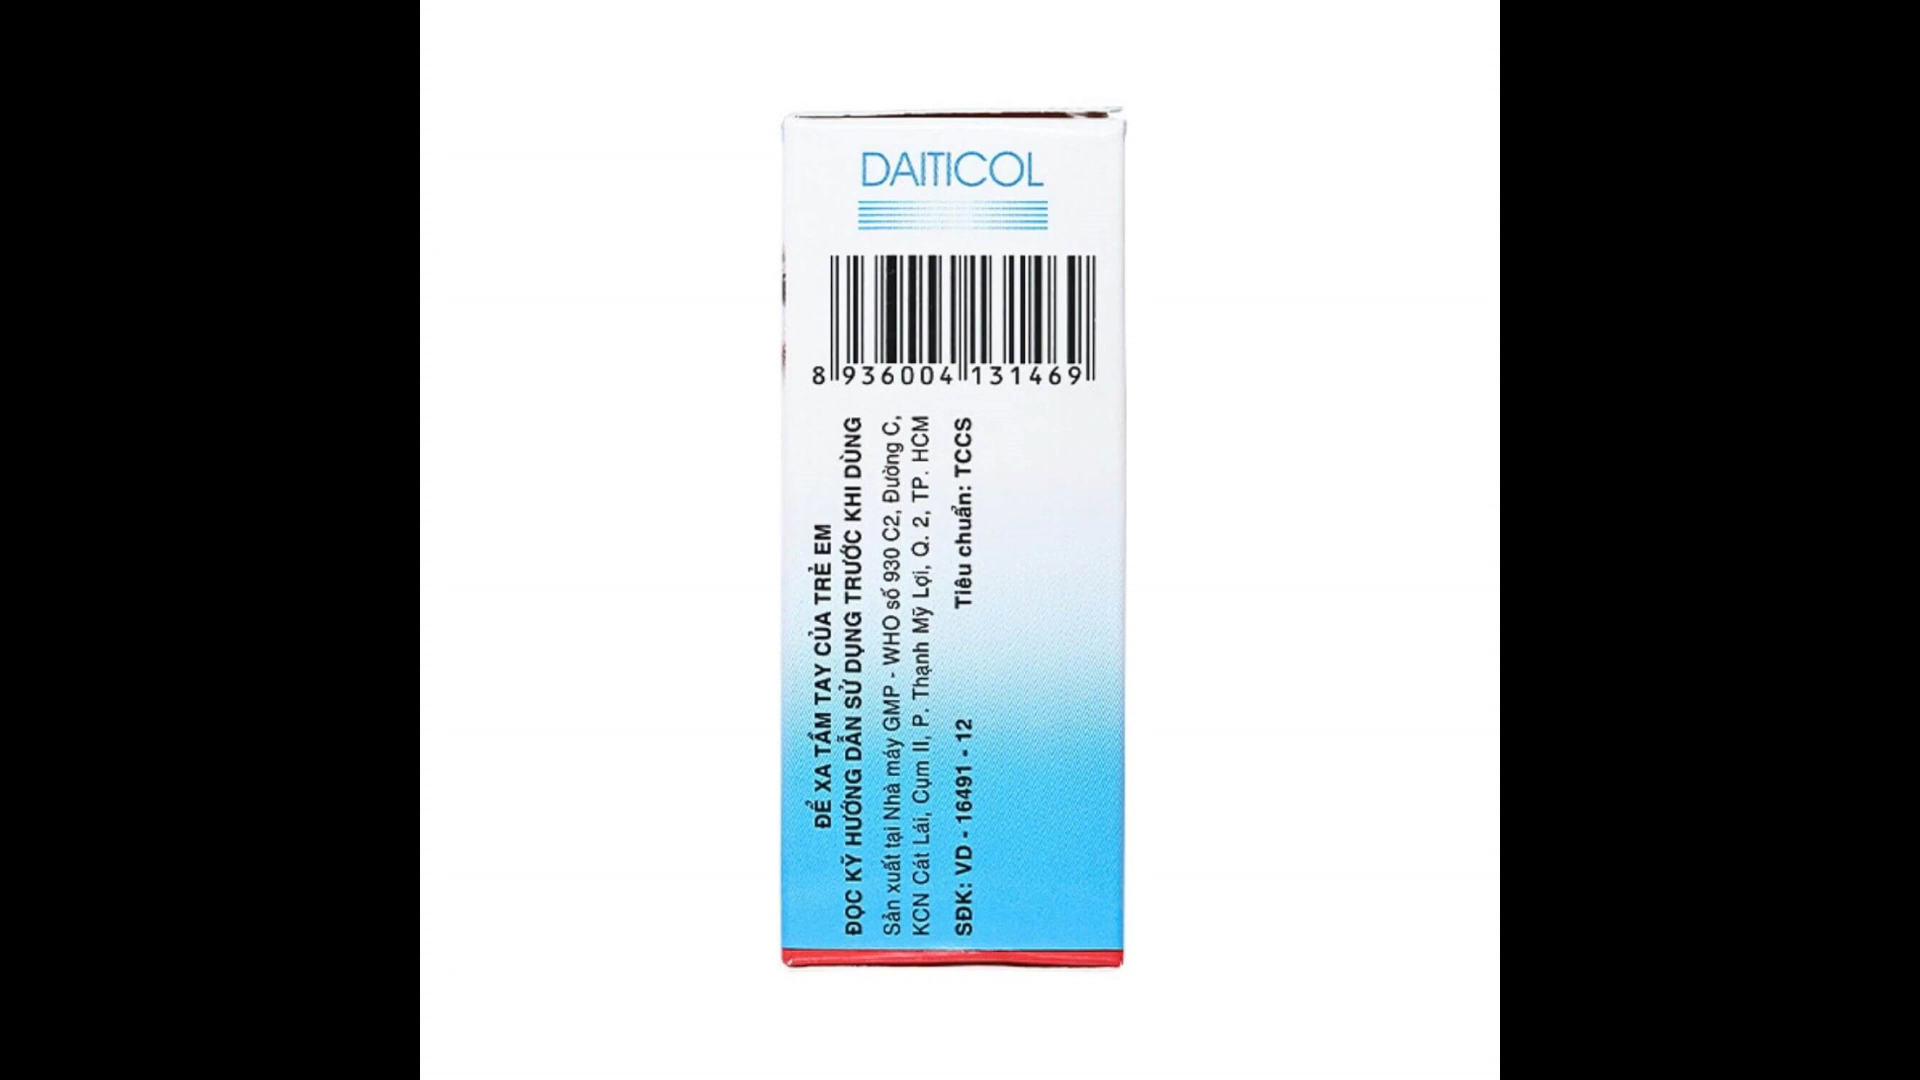 DAITICOL
8 936004 131469
ĐỂ XA TẦM TAY CỦA TRẺ EM
ĐỌC KỸ HƯỚNG DẪN SỬ DỤNG TRƯỚC KHI DÙNG
Sản xuất tại Nhà máy GMP - WHO số 930 C2, Đường C,
KCN Cát Lái, Cụm II, P. Thạnh Mỹ Lợi, Q. 2, TP. HCM
SĐK: VD - 16491 - 12 Tiêu chuẩn: TCCS